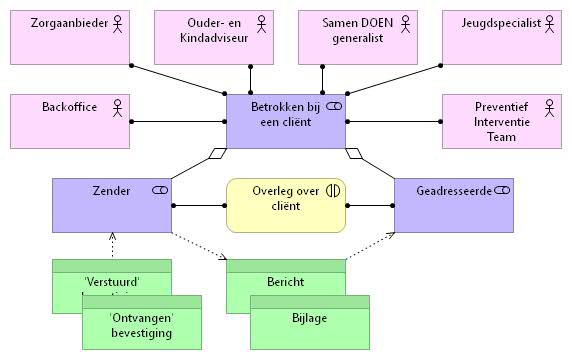 Zorgaanbieder
Ouder- en
Kindadviseur
Samen DOEN
generalist
Jeugdspecialist
Backoffice
Betrokken bij
een cliënt
Preventief
Interventie
Team
Zender
Overleg over
cliënt
Geadresseerde
'Verstuurd'
Bericht
'Ontvangen'
bevestiging
Bijlage